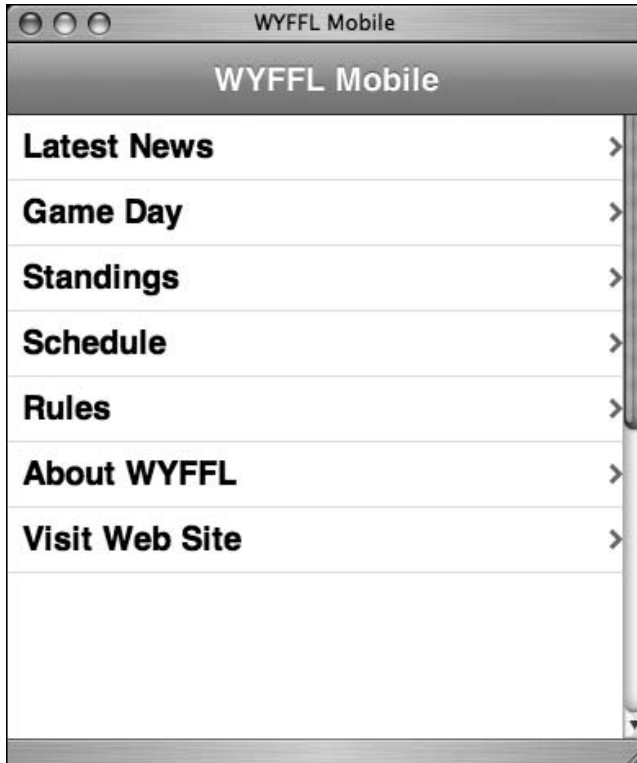 WYFFL Mobile
WYFFL Mobile
Latest News
Game Day
Standings
Schedule
Rules
About WYFFL
Visit Web Site